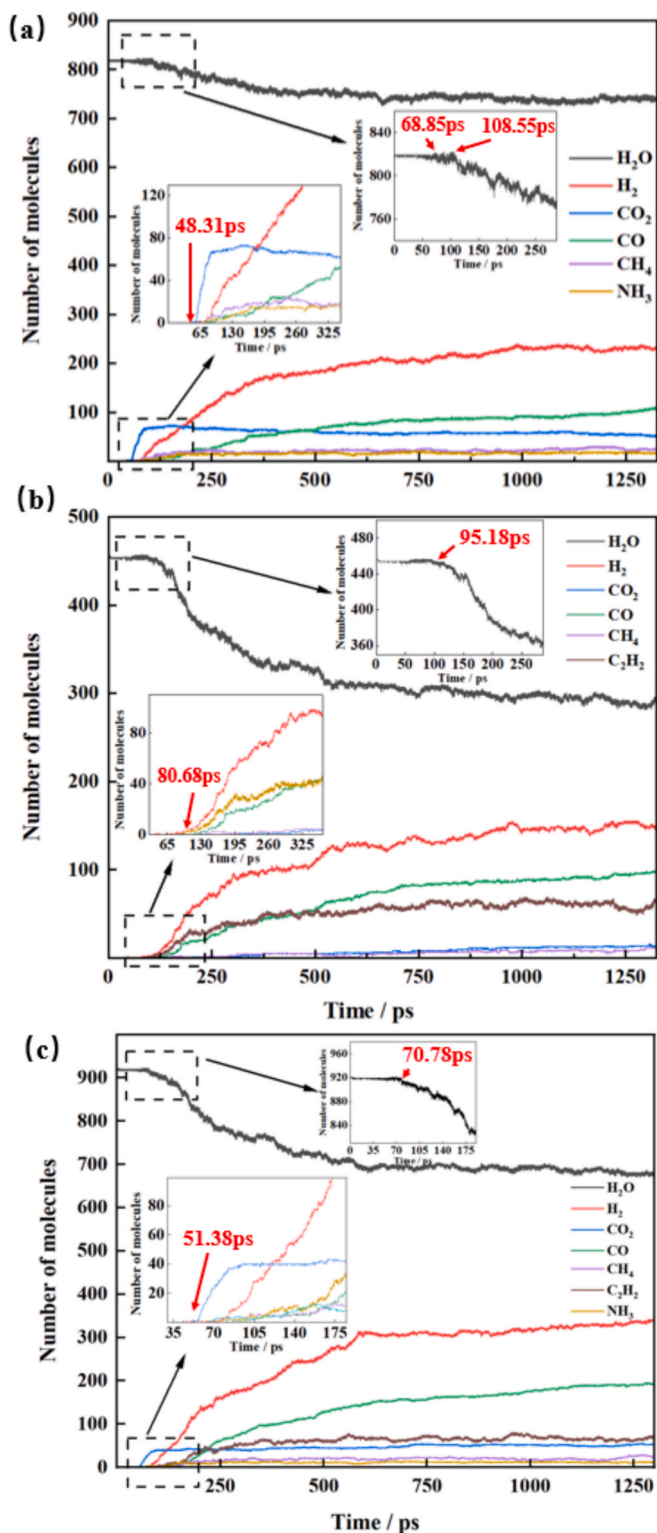 (a)
900
800
700
600
500
400
300
200
100
0
Number of molecules
840
800
760
Number of molecules
68.85ps
108.55ps
0 50 100 150 200 250
Time / ps
120
80
40
0
Number of molecules
48.31ps
65 130 195 260 325
Time / ps
H₂O
H₂
CO₂
CO
CH₄
NH₃
0 250 500 750 1000 1250
(b)
500
400
300
200
100
Number of molecules
480
440
400
360
Number of molecules
95.18ps
0 50 100 150 200 250
Time / ps
80
40
0
Number of molecules
80.68ps
65 130 195 260 325
Time / ps
H₂O
H₂
CO₂
CO
CH₄
C₂H₂
0 250 500 750 1000 1250
Time / ps
(c)
900
800
700
600
500
400
300
200
100
0
Number of molecules
960
920
880
840
Number of molecules
70.78ps
0 35 70 105 140 175
Time / ps
80
60
40
20
Number of molecules
51.38ps
35 70 105 140 175
Time / ps
H₂O
H₂
CO₂
CO
CH₄
C₂H₂
NH₃
250 500 750 1000 1250
Time / ps